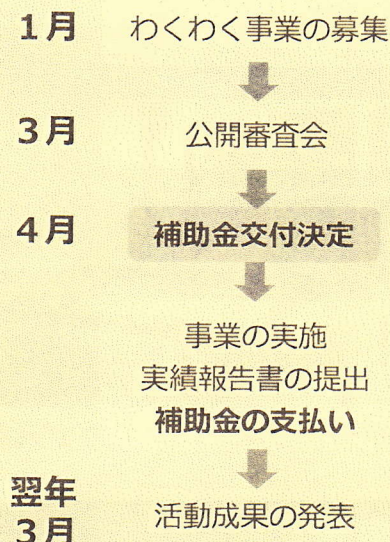 1月 わくわく事業の募集
3月 公開審査会
4月 補助金交付決定
事業の実施
実績報告書の提出
補助金の支払い
翌年
3月 活動成果の発表